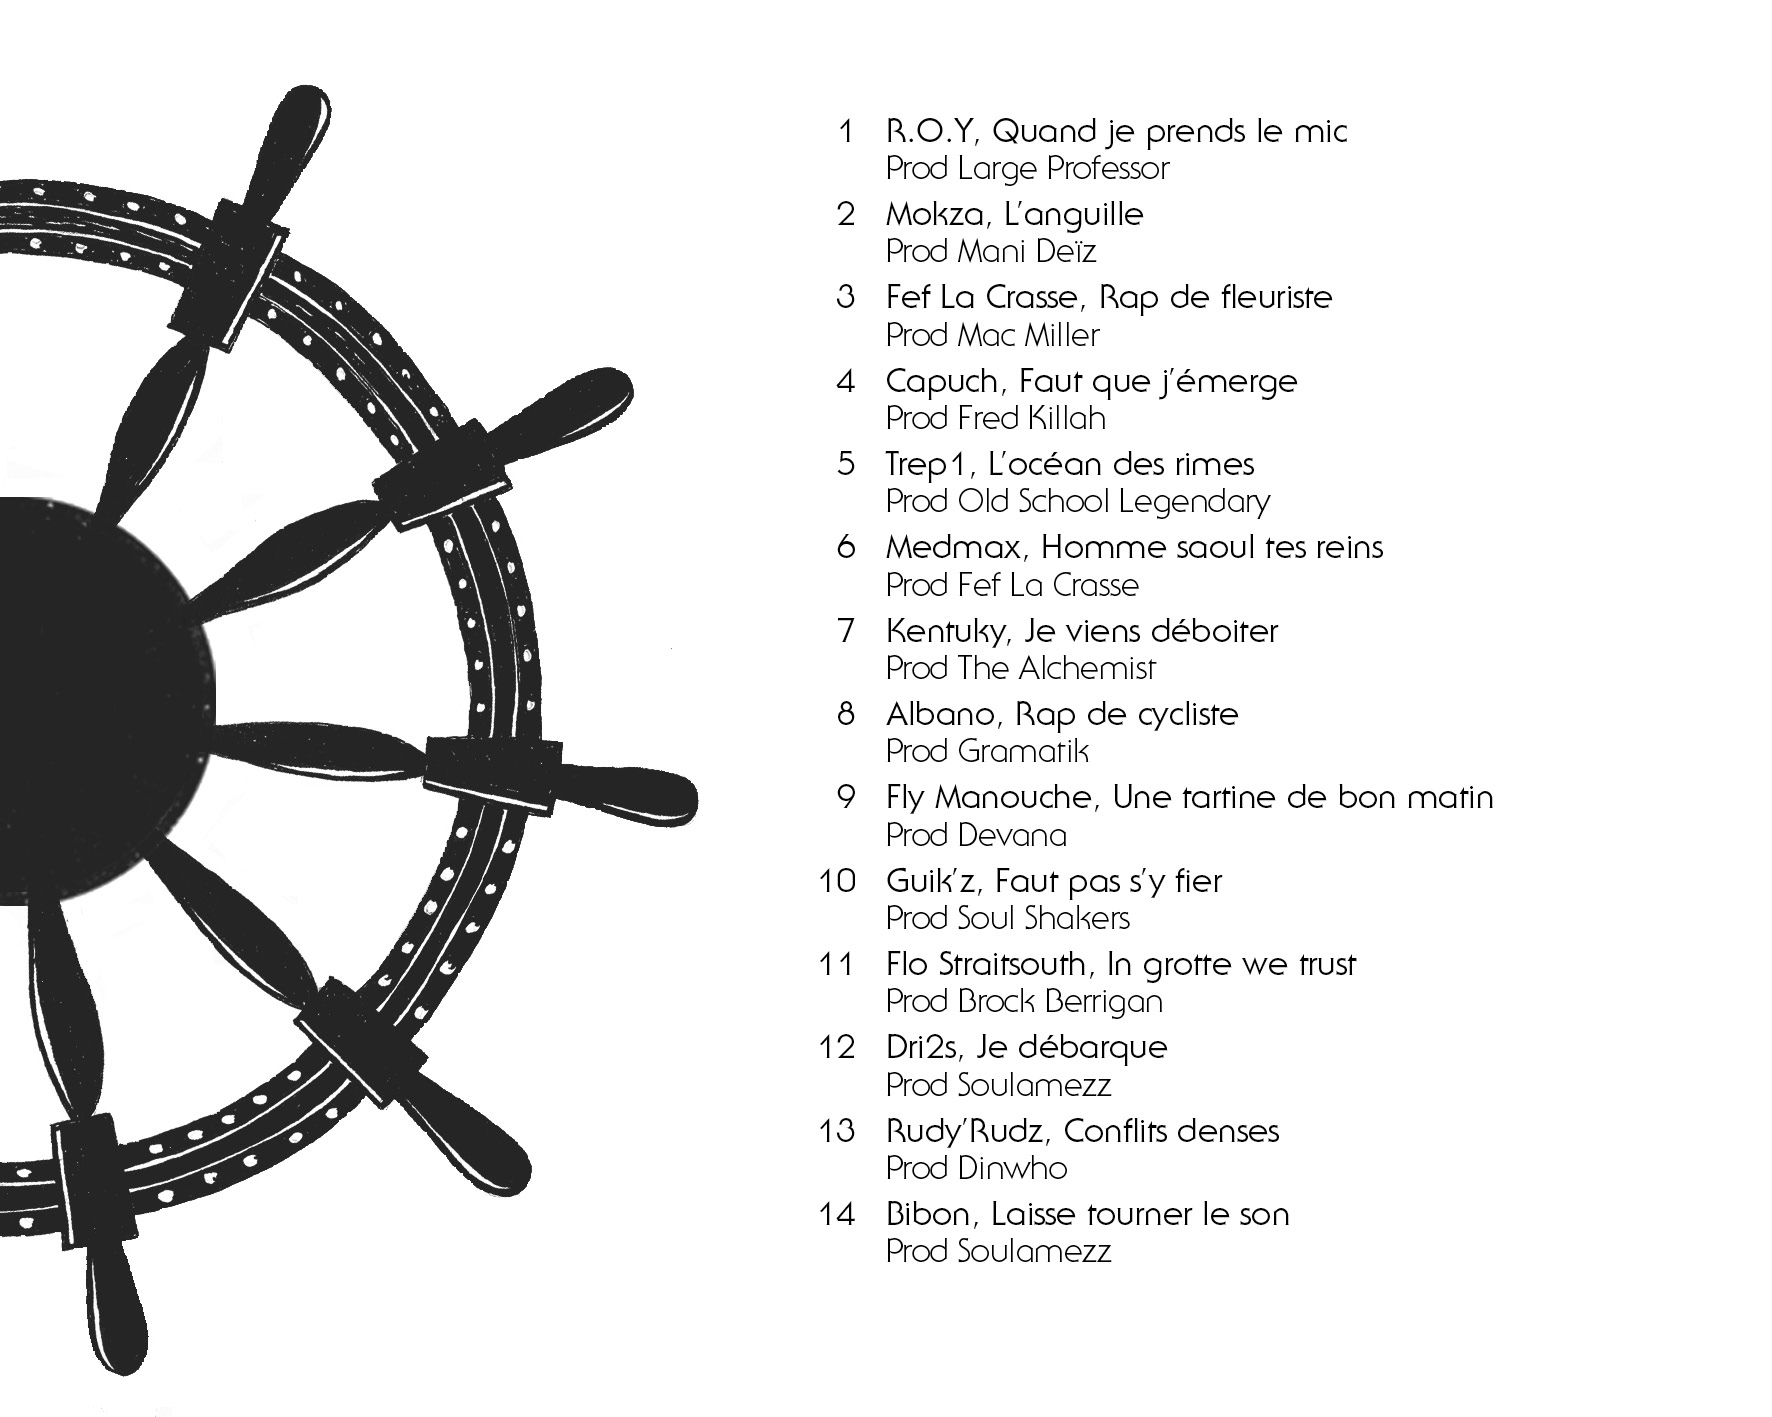 1 R.O.Y, Quand je prends le mic
Prod Large Professor
2 Mokza, L'anguille
Prod Mani Deïz
3 Fef La Crasse, Rap de fleuriste
Prod Mac Miller
4 Capuch, Faut que j'émerge
Prod Fred Killah
5 Trep1, L'océan des rimes
Prod Old School Legendary
6 Medmax, Homme saoul tes reins
Prod Fef La Crasse
7 Kentuky, Je viens déboiter
Prod The Alchemist
8 Albano, Rap de cycliste
Prod Gramatik
9 Fly Manouche, Une tartine de bon matin
Prod Devana
10 Guik'z, Faut pas s'y fier
Prod Soul Shakers
11 Flo Straitsouth, In grotte we trust
Prod Brock Berrigan
12 Dri2s, Je débarque
Prod Soulamezz
13 Rudy'Rudz, Conflits denses
Prod Dinwho
14 Bibon, Laisse tourner le son
Prod Soulamezz